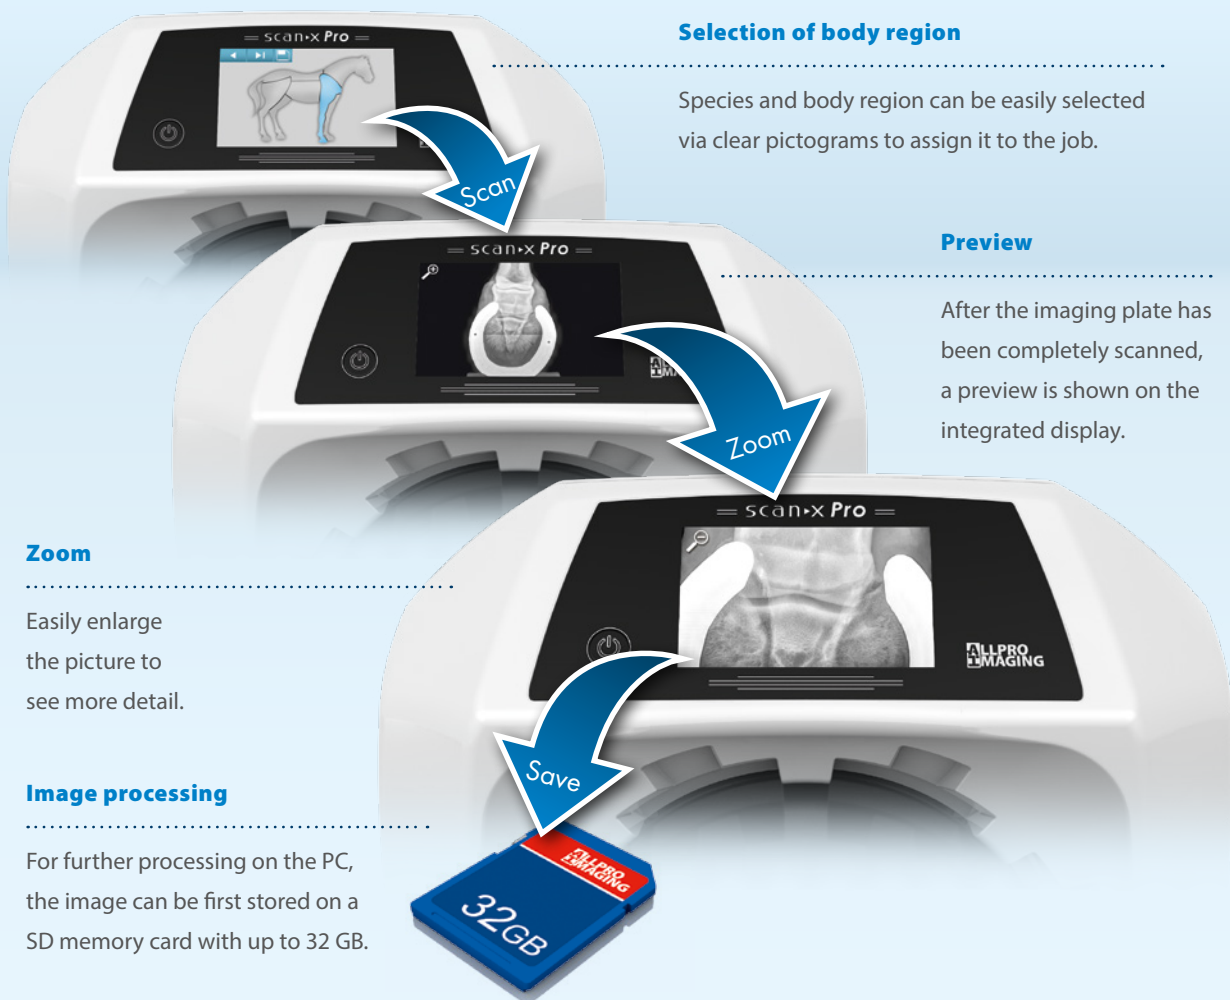 scan▸x Pro
Selection of body region
Species and body region can be easily selected
via clear pictograms to assign it to the job.
Scan
scan▸x Pro
Preview
After the imaging plate has
been completely scanned,
a preview is shown on the
integrated display.
Zoom
scan▸x Pro
ALLPRO
IMAGING
Zoom
Easily enlarge
the picture to
see more detail.
Save
Image processing
For further processing on the PC,
the image can be first stored on a
SD memory card with up to 32 GB.
ALLPRO
IMAGING
32GB